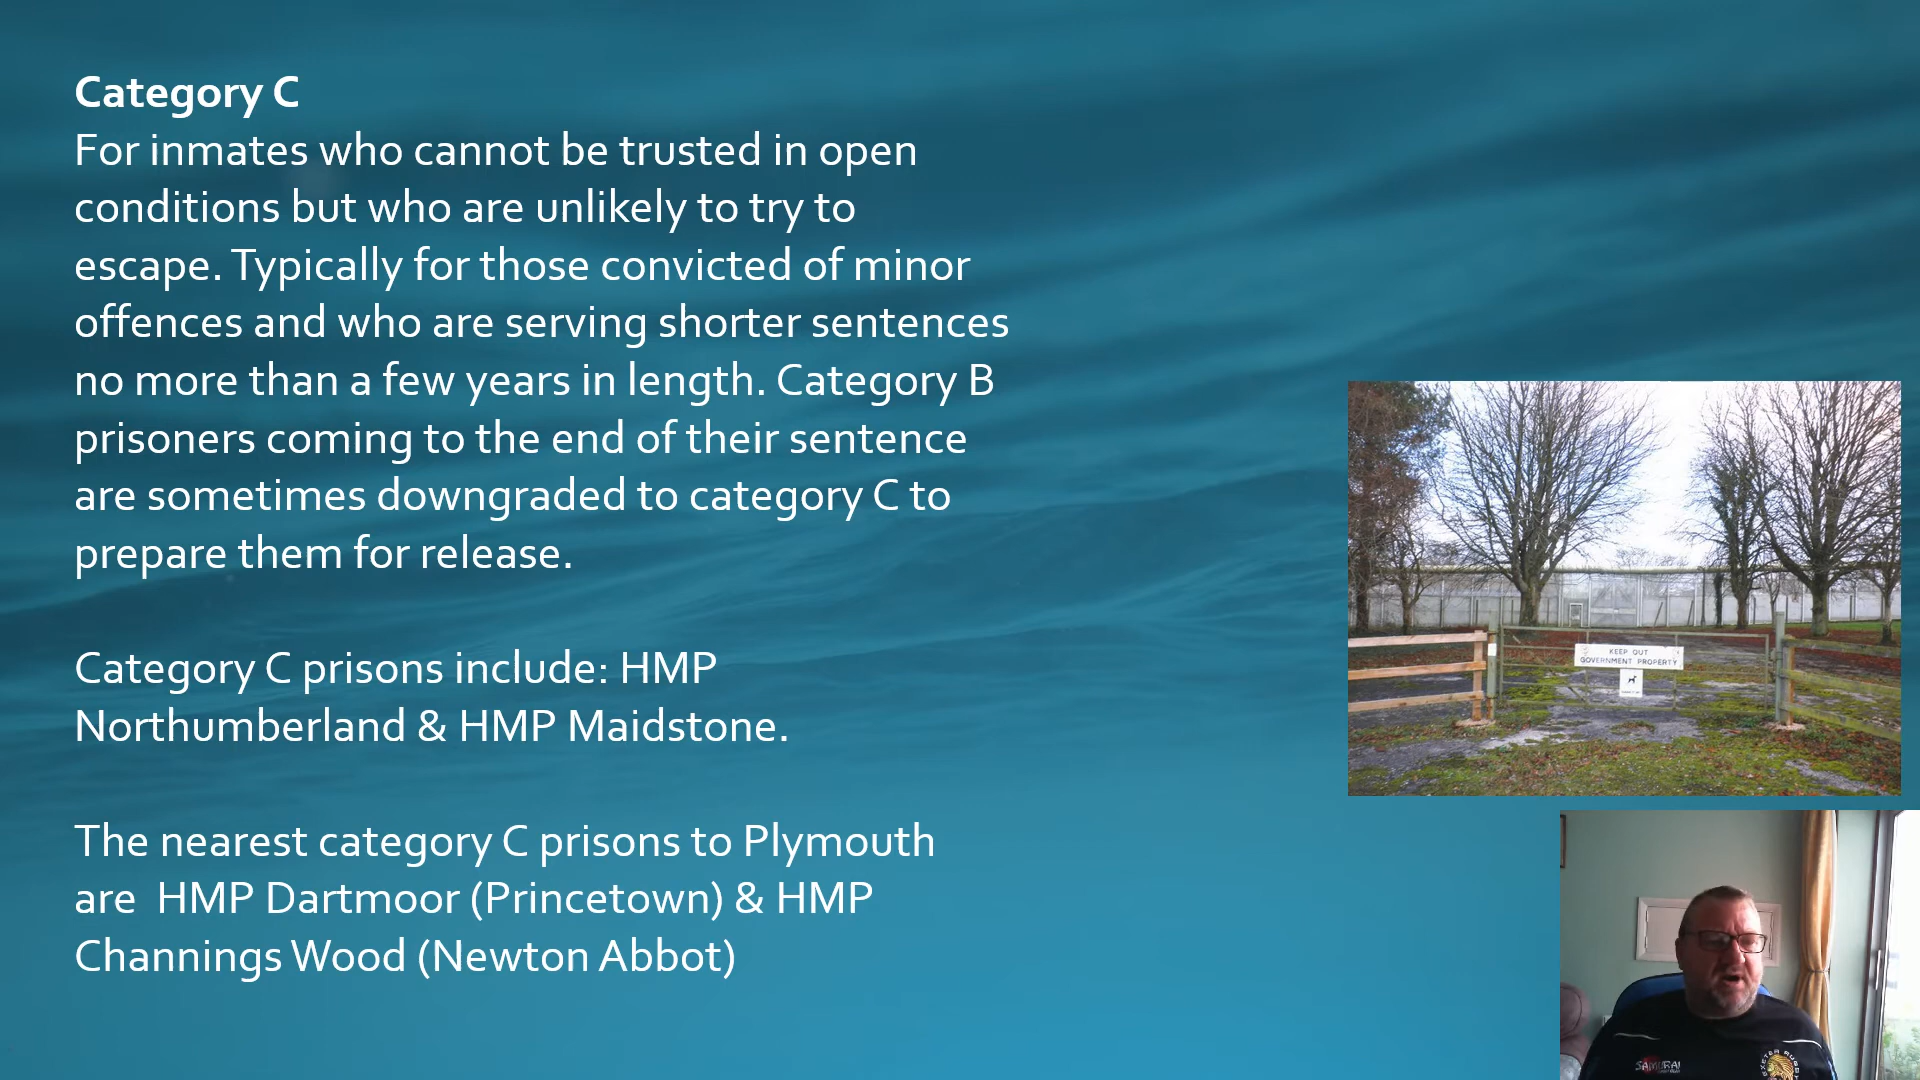 Category C
For inmates who cannot be trusted in open
conditions but who are unlikely to try to
escape. Typically for those convicted of minor
offences and who are serving shorter sentences
no more than a few years in length. Category B
prisoners coming to the end of their sentence
are sometimes downgraded to category C to
prepare them for release.
Category C prisons include: HMP
Northumberland & HMP Maidstone.
The nearest category C prisons to Plymouth
are  HMP Dartmoor (Princetown) & HMP
Channings Wood (Newton Abbot)
KEEP OUT
GOVERNMENT PROPERTY
SAMURAI
EXETER RUGBY